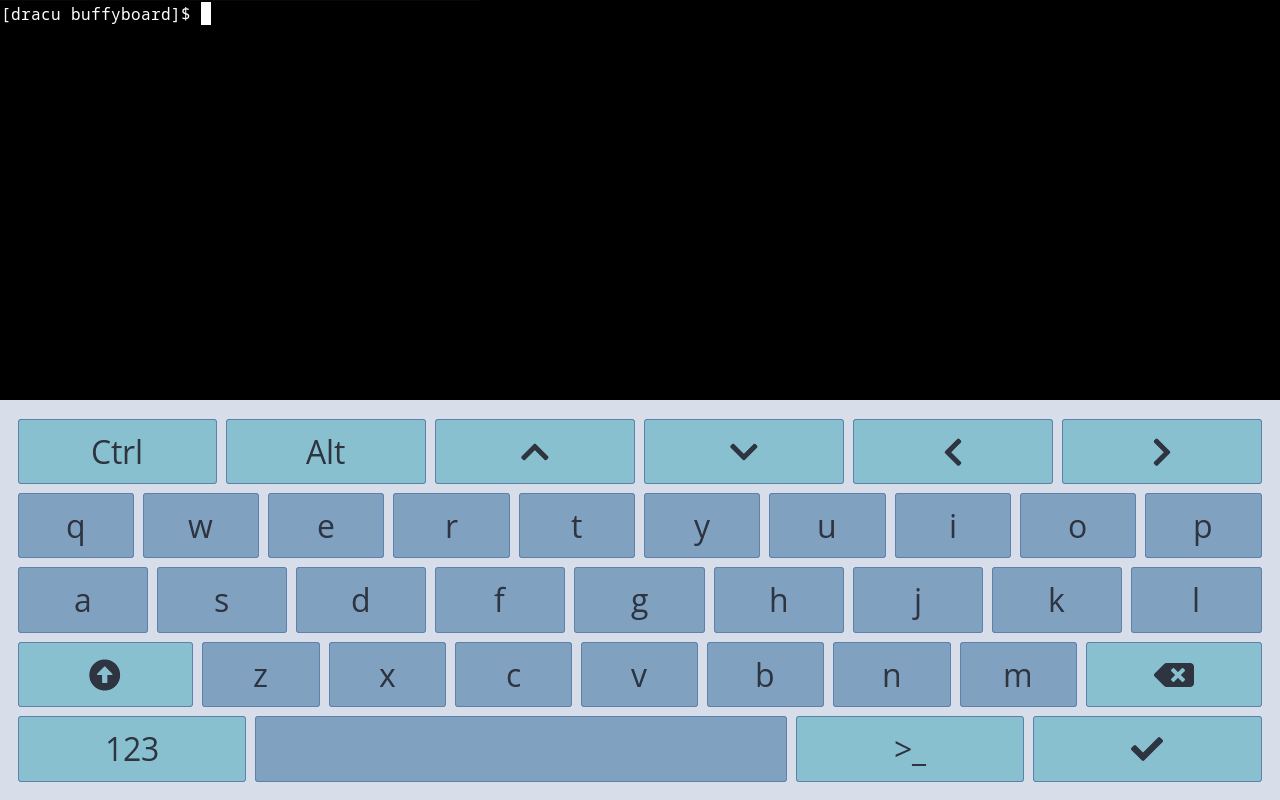 [dracu buffyboard]$
Ctrl Alt
q w e r t y u i o p
a s d f g h j k l
z x c v b n m
123 >_